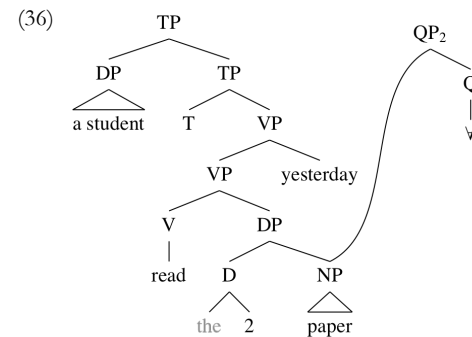 (36)
TP
QP2
DP TP Q
a student T VP ∀
VP yesterday
V DP
read D NP
the 2 paper